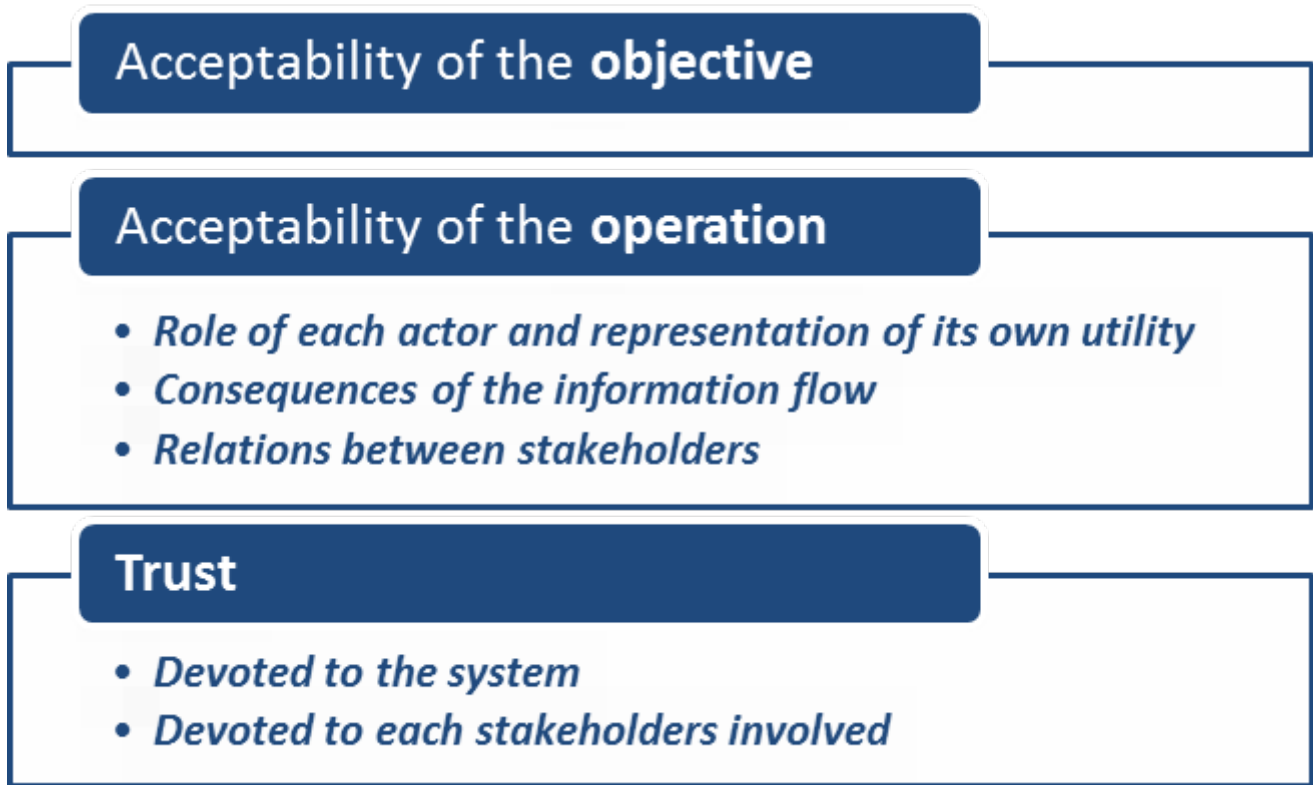 Acceptability of the objective
Acceptability of the operation
• Role of each actor and representation of its own utility
• Consequences of the information flow
• Relations between stakeholders
Trust
• Devoted to the system
• Devoted to each stakeholders involved